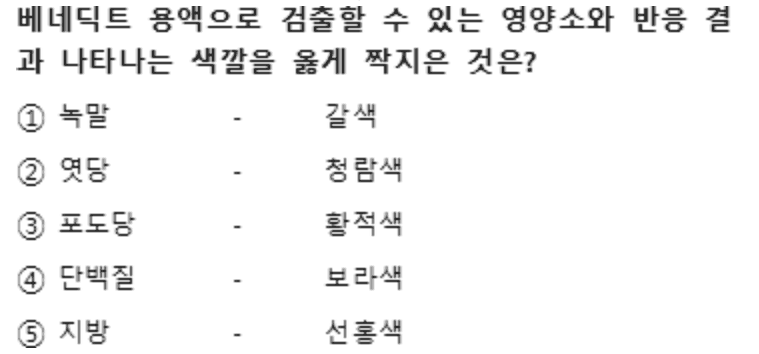 베네딕트 용액으로 검출할 수 있는 영양소와 반응 결
과 나타나는 색깔을 옳게 짝지은 것은?
① 녹말 - 갈색
② 엿당 - 청람색
③ 포도당 - 황적색
④ 단백질 - 보라색
⑤ 지방 - 선홍색